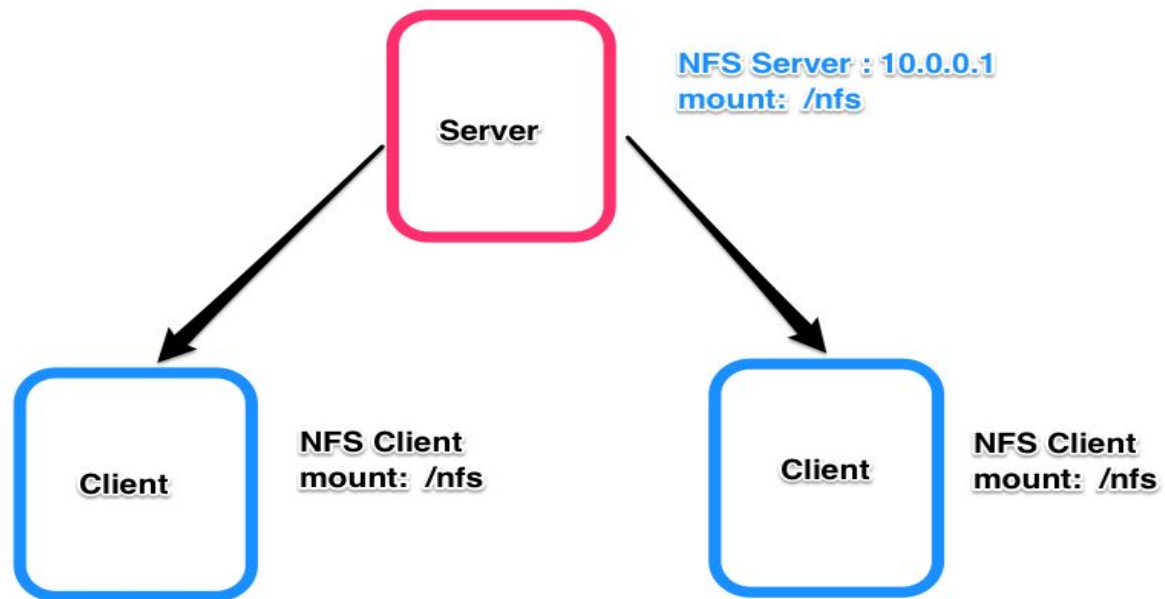 NFS Server : 10.0.0.1
mount: /nfs
Server
Client
NFS Client
mount: /nfs
Client
NFS Client
mount: /nfs